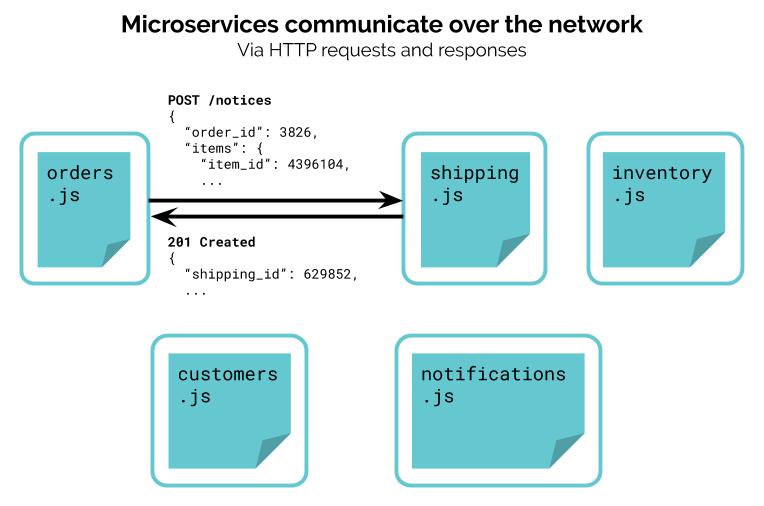 Microservices communicate over the network
Via HTTP requests and responses
POST /notices
{
“order_id”: 3826,
“items”: {
“item_id”: 4396104,
...
orders
.js
shipping
.js
inventory
.js
201 Created
{
“shipping_id”: 629852,
...
customers
.js
notifications
.js